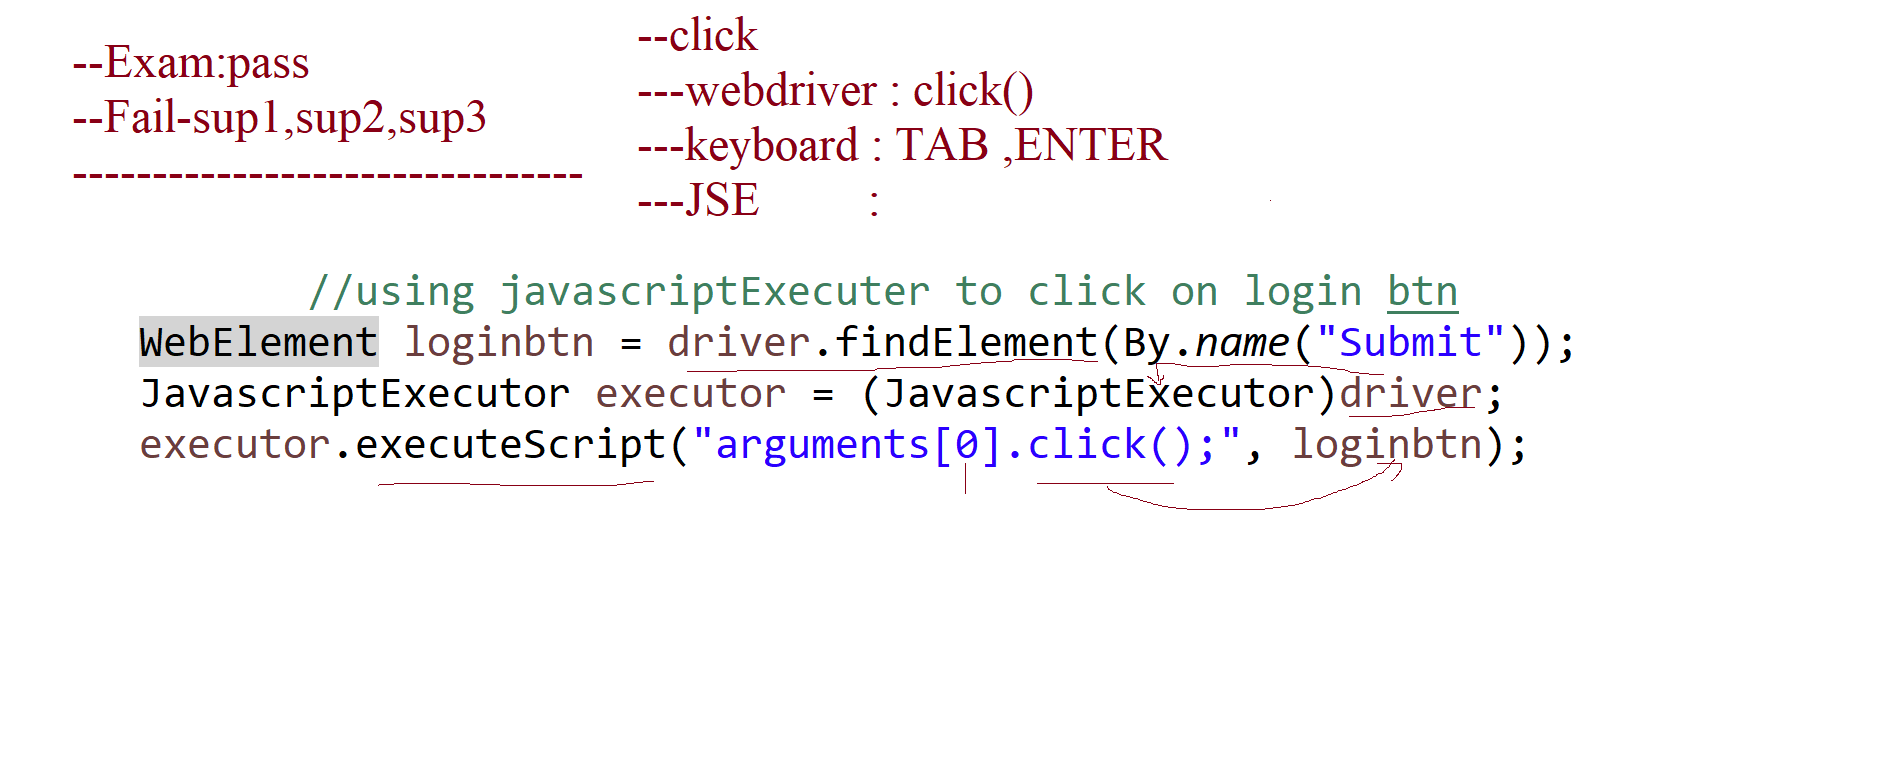 --Exam:pass
--Fail-sup1,sup2,sup3
--------------------------------
--click
---webdriver : click()
---keyboard : TAB ,ENTER
---JSE :
//using javascriptExecuter to click on login btn
WebElement loginbtn = driver.findElement(By.name("Submit"));
JavascriptExecutor executor = (JavascriptExecutor)driver;
executor.executeScript("arguments[0].click();", loginbtn);